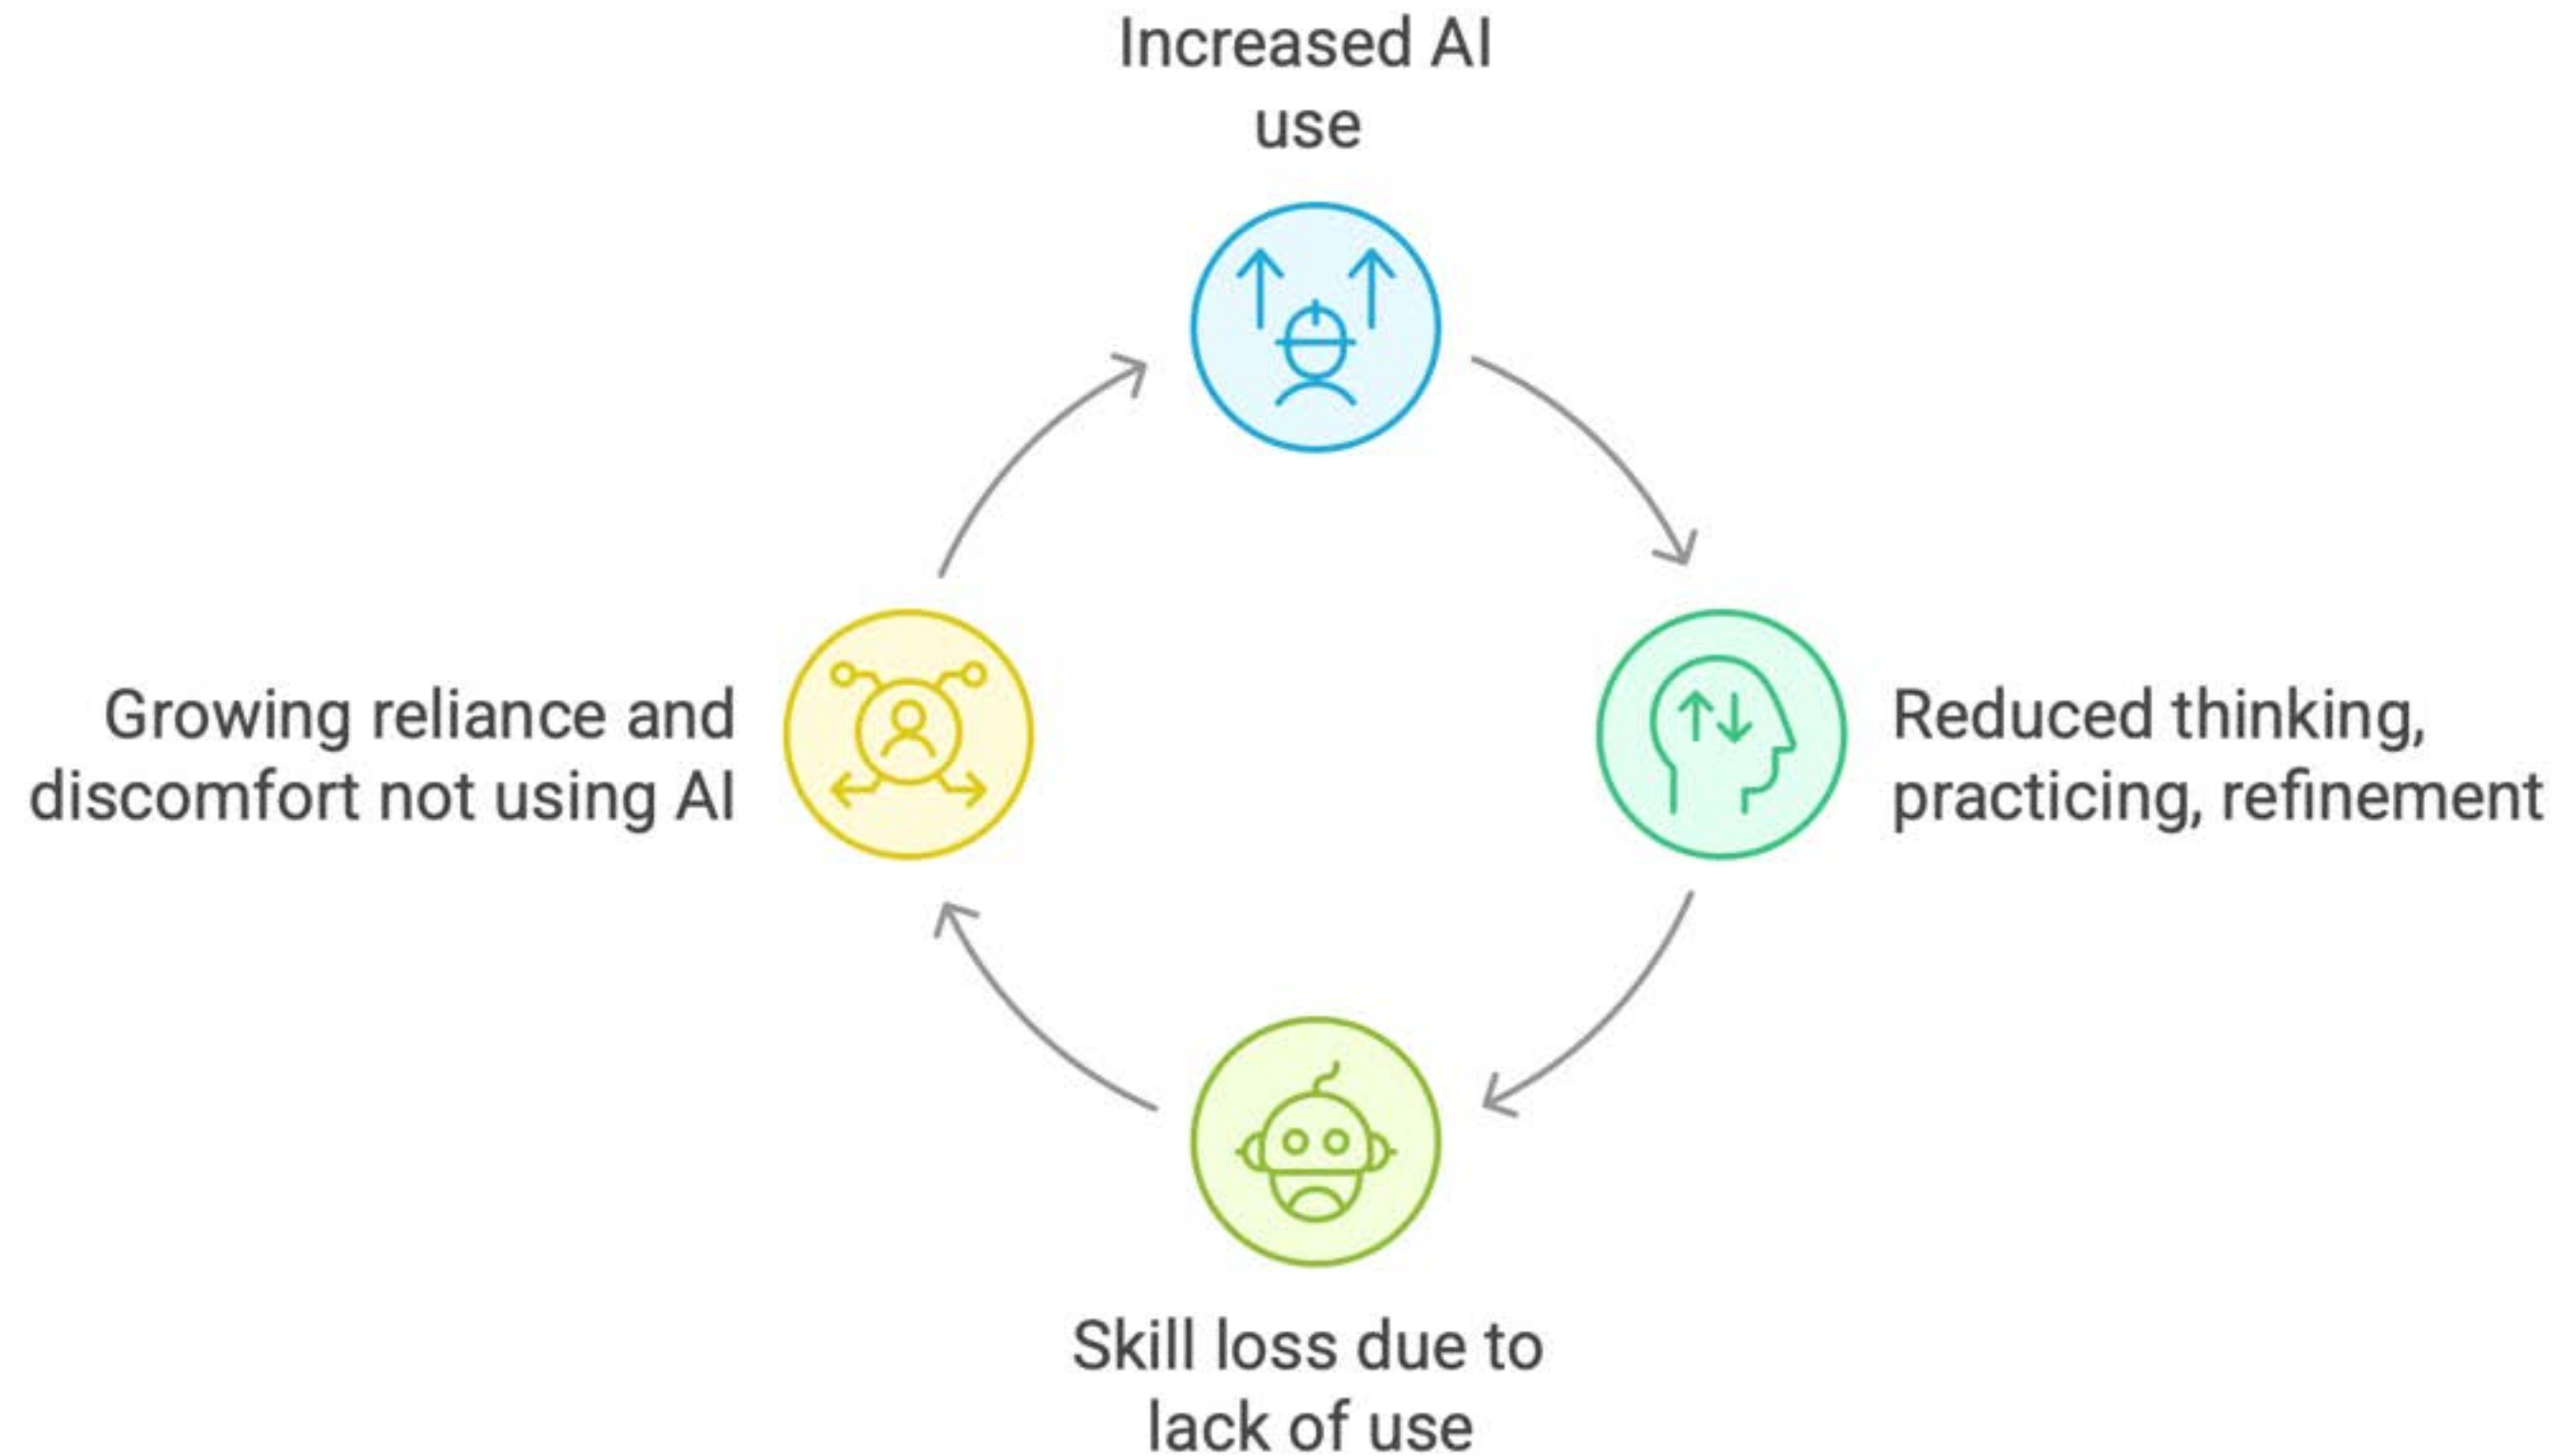 Increased AI
use
Reduced thinking,
practicing, refinement
Skill loss due to
lack of use
Growing reliance and
discomfort not using AI